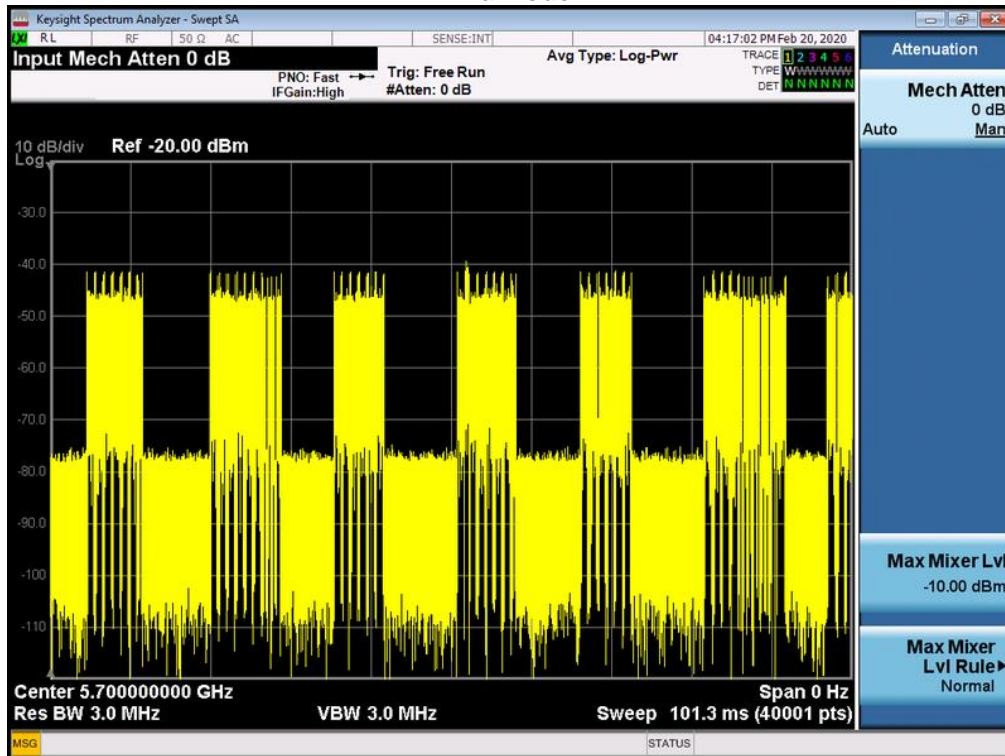 Keysight Spectrum Analyzer - Swept SA
LXI RL RF 50 Ω AC SENSE:INT 04:17:02 PM Feb 20, 2020
Input Mech Atten 0 dB
PNO: Fast
IFGain:High
Trig: Free Run
#Atten: 0 dB
Avg Type: Log-Pwr
TRACE 1 2 3 4 5 6
TYPE WWWWWW
DET N N N N N N
Attenuation
Mech Atten
0 dB
Auto Man
10 dB/div Ref -20.00 dBm
Log
-30.0
-40.0
-50.0
-60.0
-70.0
-80.0
-90.0
-100
-110
Max Mixer Lvl
-10.00 dBm
Max Mixer
Lvl Rule
Normal
Center 5.700000000 GHz Span 0 Hz
Res BW 3.0 MHz VBW 3.0 MHz Sweep 101.3 ms (40001 pts)
MSG STATUS